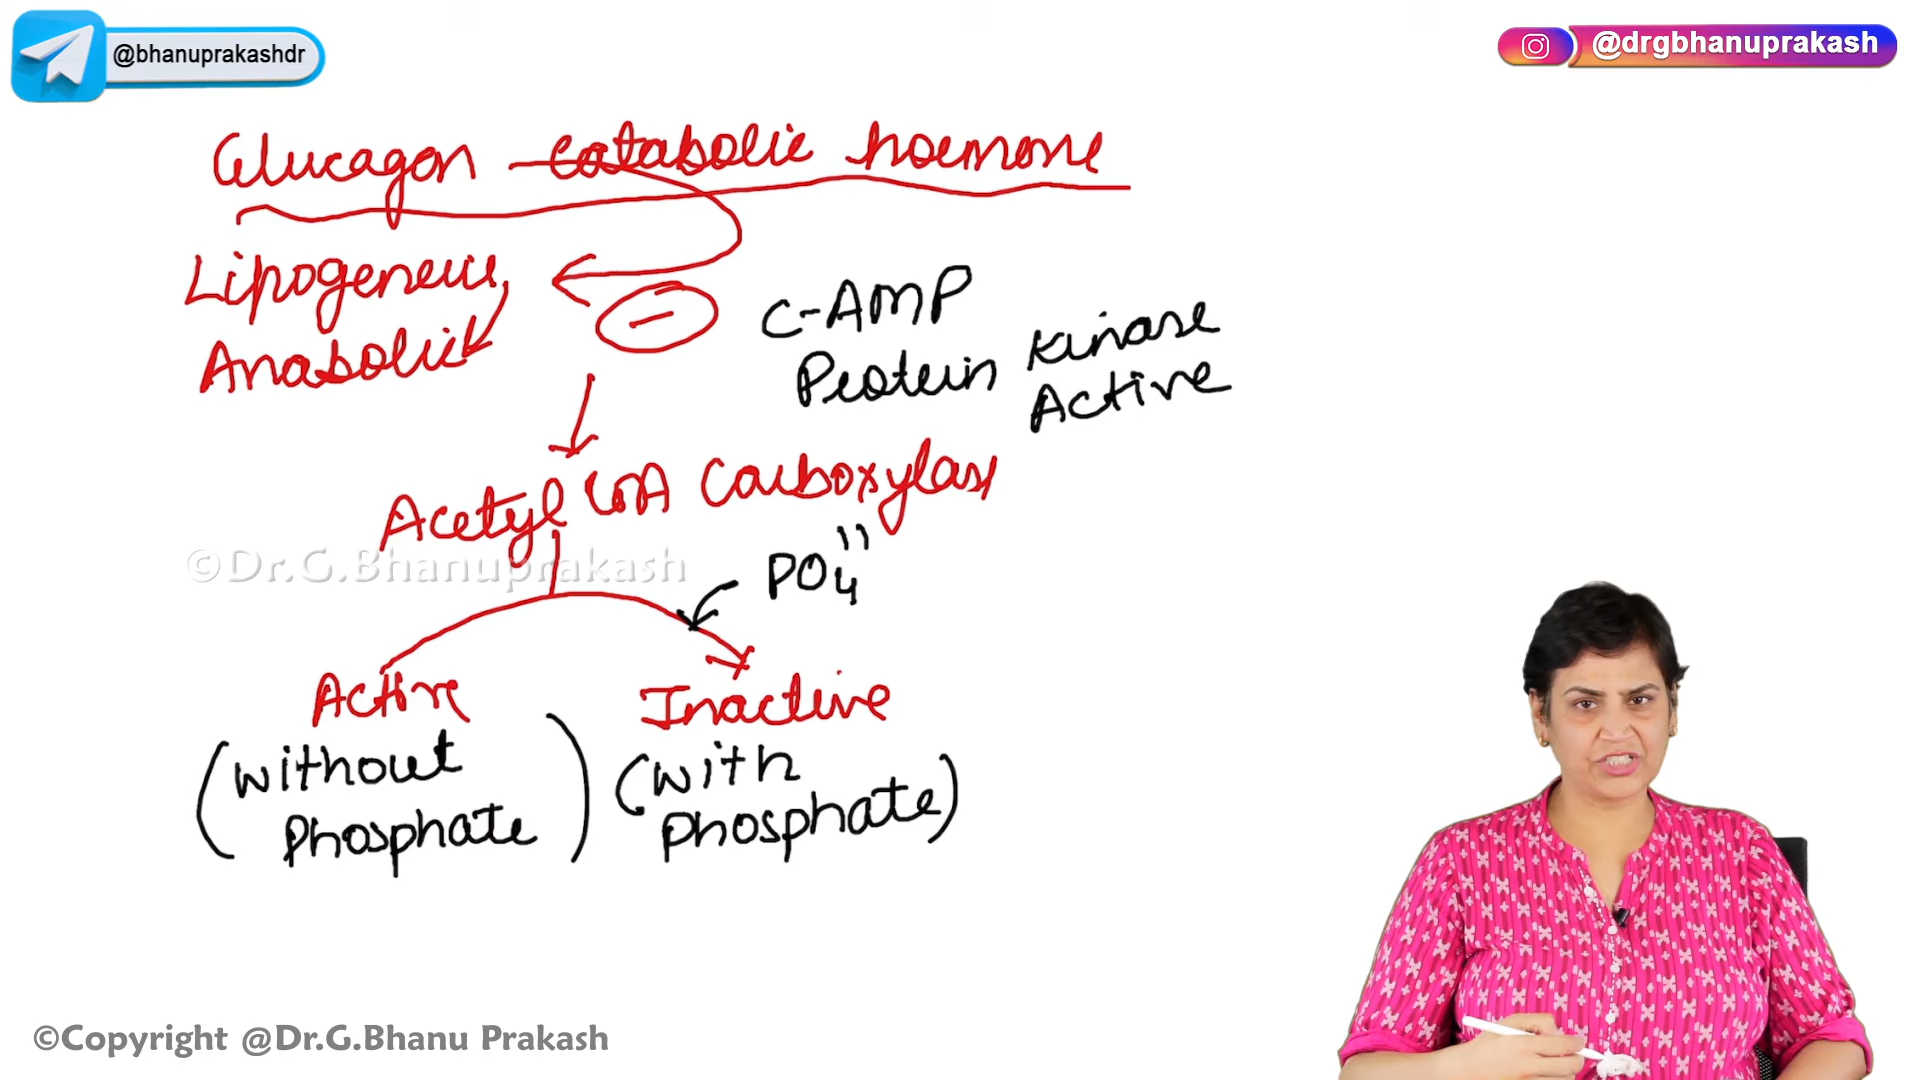 @bhanuprakashdr
@drgbhanuprakash
Glucagon - catabolic hormone
Lipogenesis
Anabolic
-
C-AMP
Protein Kinase
Active
Acetyl CoA Carboxylase
©Dr.G.Bhanuprakash
PO4''
Active
Inactive
(without
Phosphate)
(with
phosphate)
©Copyright @Dr.G.Bhanu Prakash